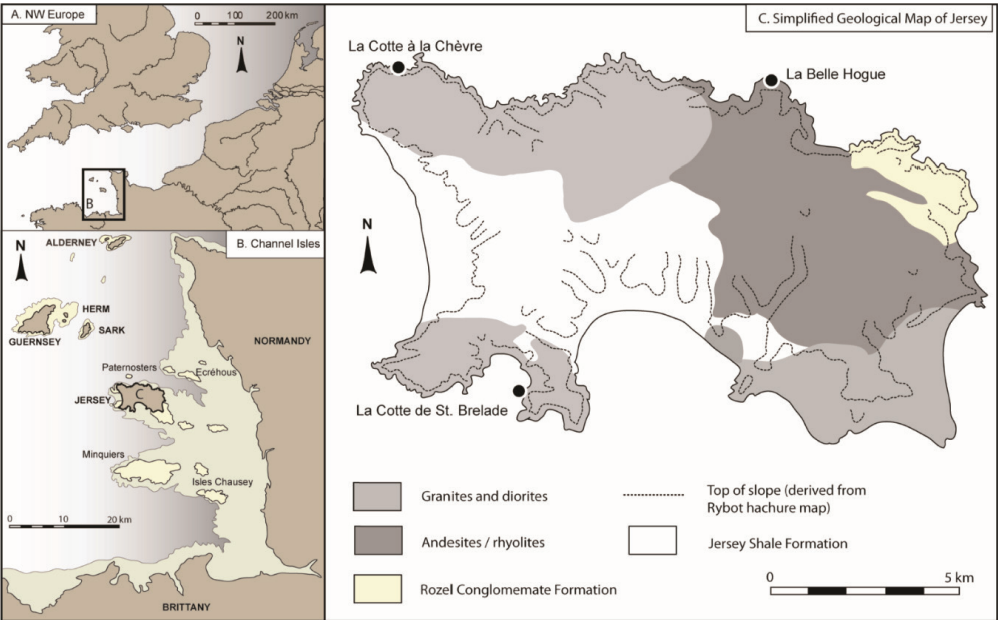 A. NW Europe
0 100 200 km
N
B
B. Channel Isles
N
ALDERNEY
HERM
SARK
GUERNSEY
NORMANDY
Paternosters
Ecréhous
JERSEY
C
Minquiers
Isles Chausey
0 10 20 km
BRITTANY
C. Simplified Geological Map of Jersey
La Cotte à la Chèvre
La Belle Hogue
N
La Cotte de St. Brelade
Granites and diorites
Andesites / rhyolites
Rozel Conglomemate Formation
Top of slope (derived from
Rybot hachure map)
Jersey Shale Formation
0 5 km